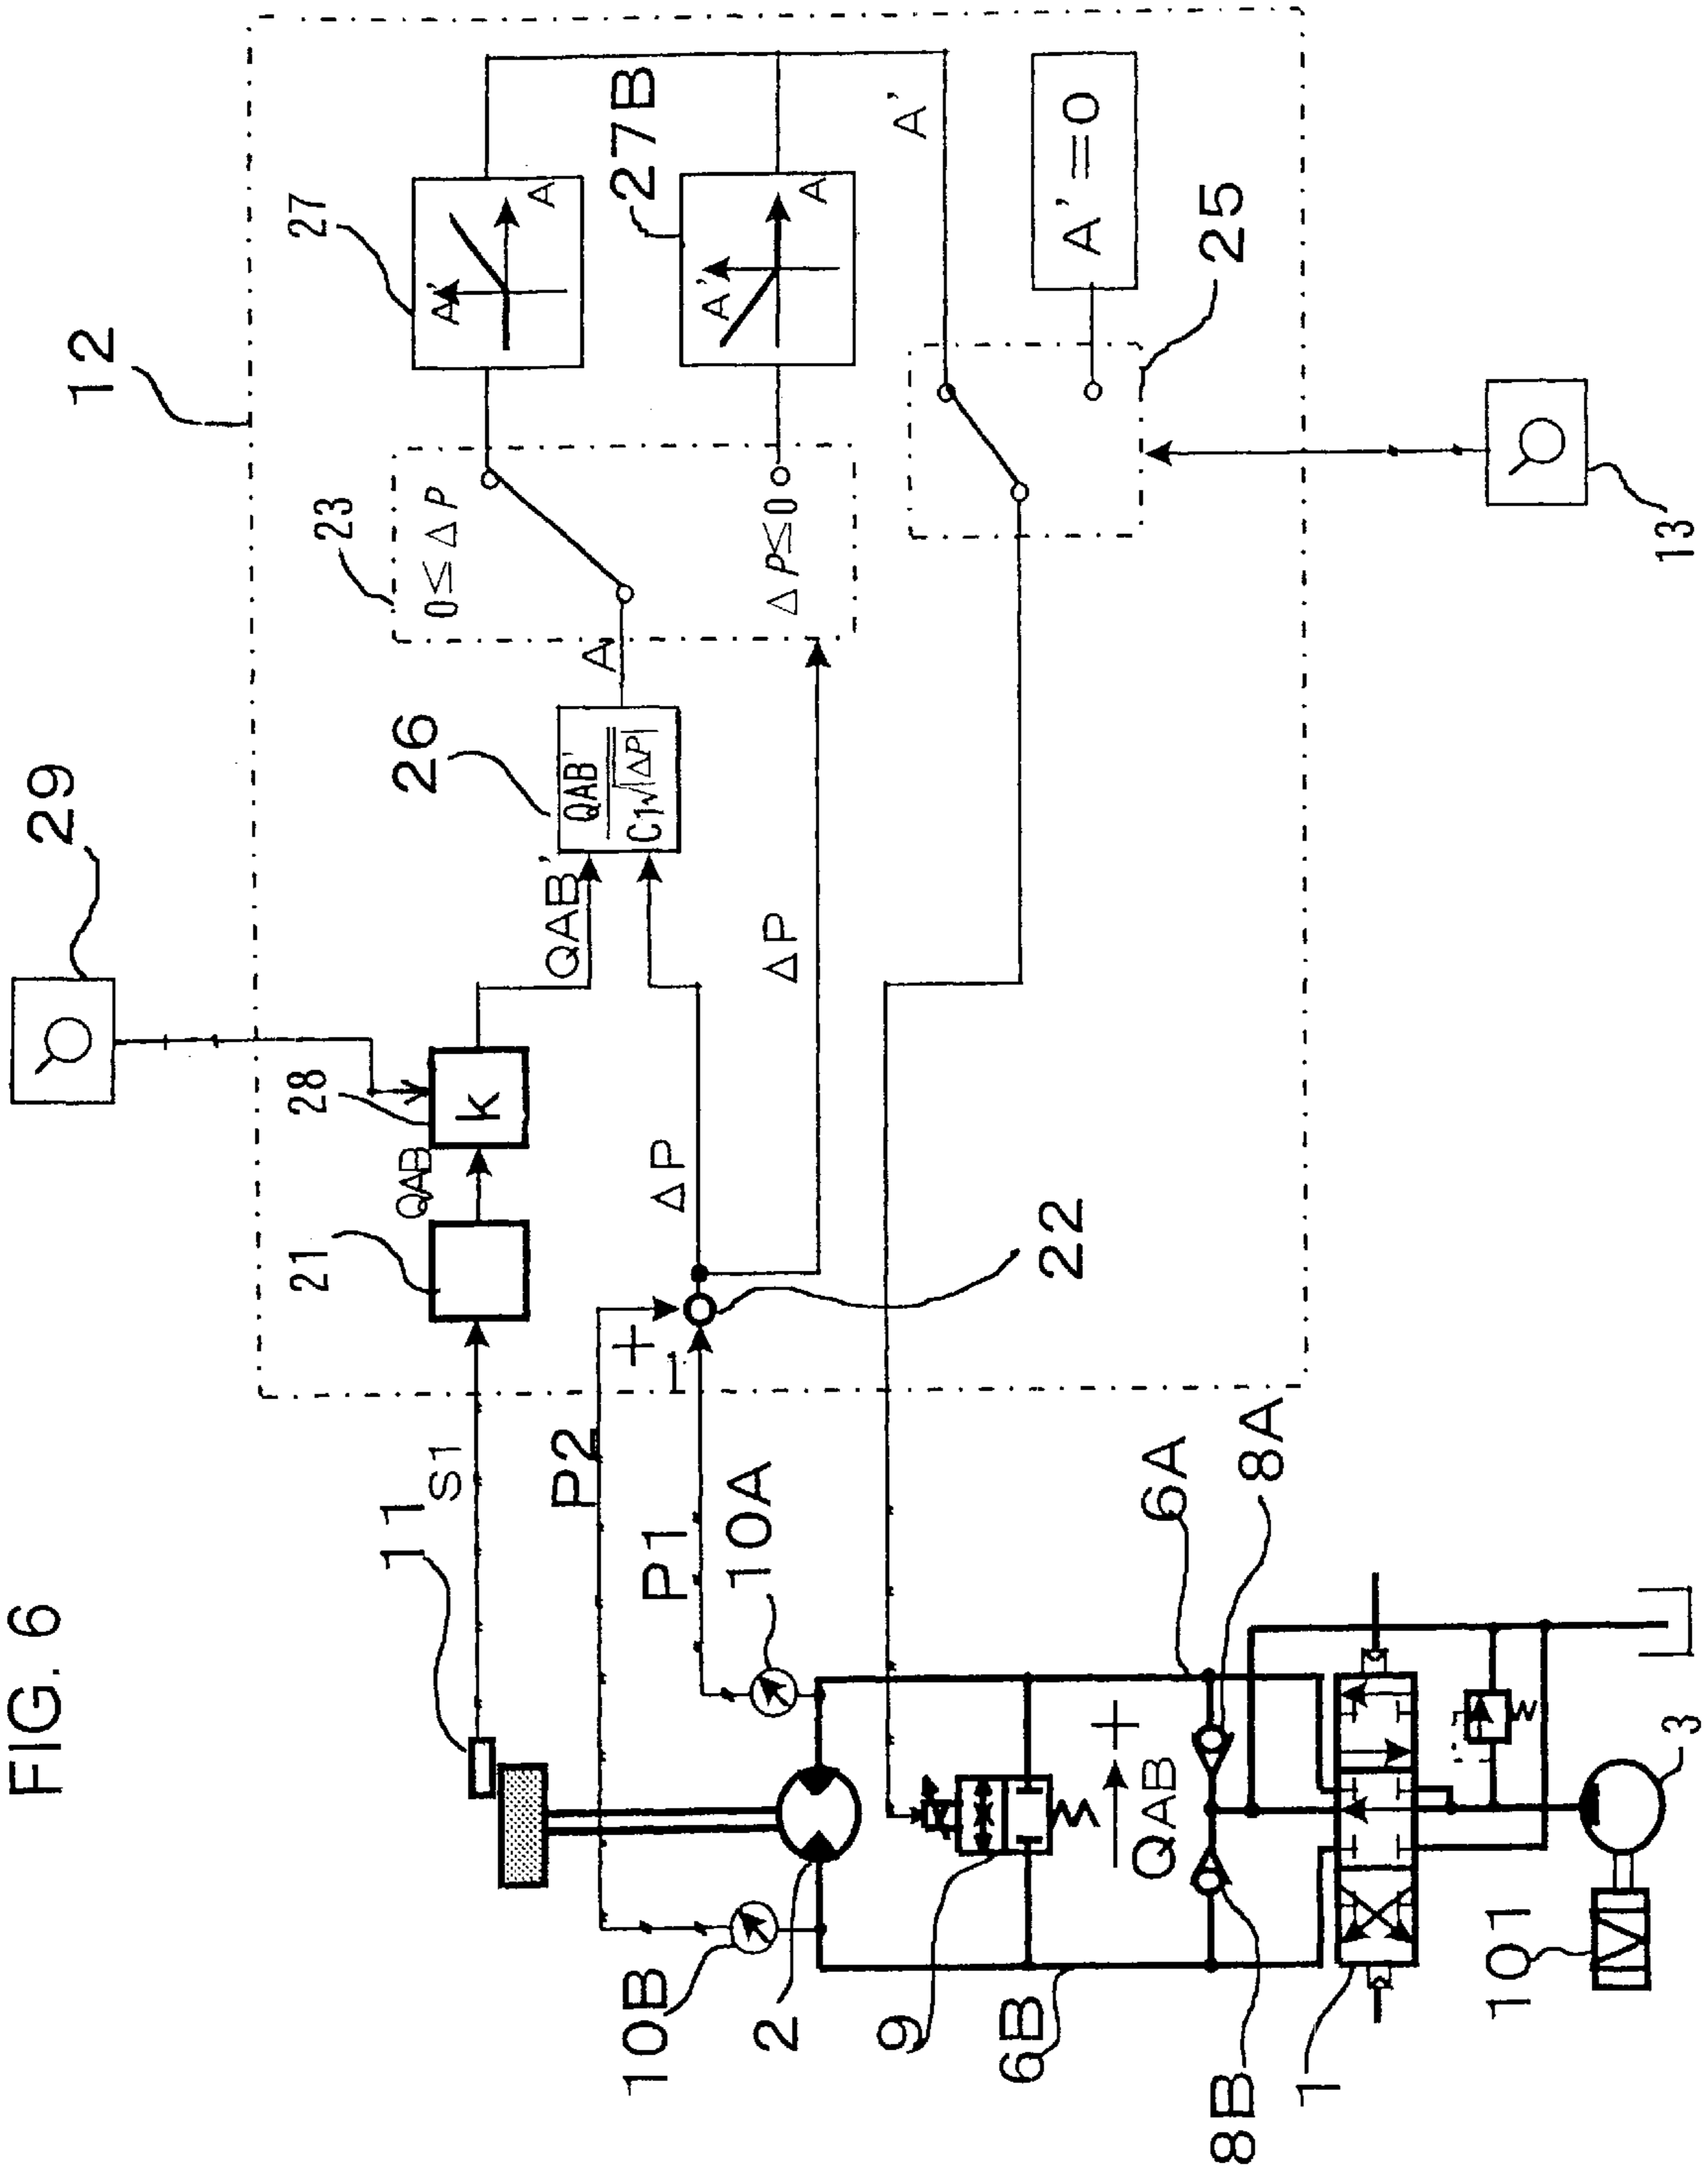 FIG. 6
12
29
27
A'
A
27B
A'
A
A'
A'=0
25
13
23
0≤ΔP
ΔP≤0
A
26
QAB'
C1√|ΔP|
QAB'
28
k
QAB
21
ΔP
ΔP
22
+
−
11
S1
P2
P1
10A
10B
2
9
QAB
+
6A
8A
6B
8B
1
3
101
M